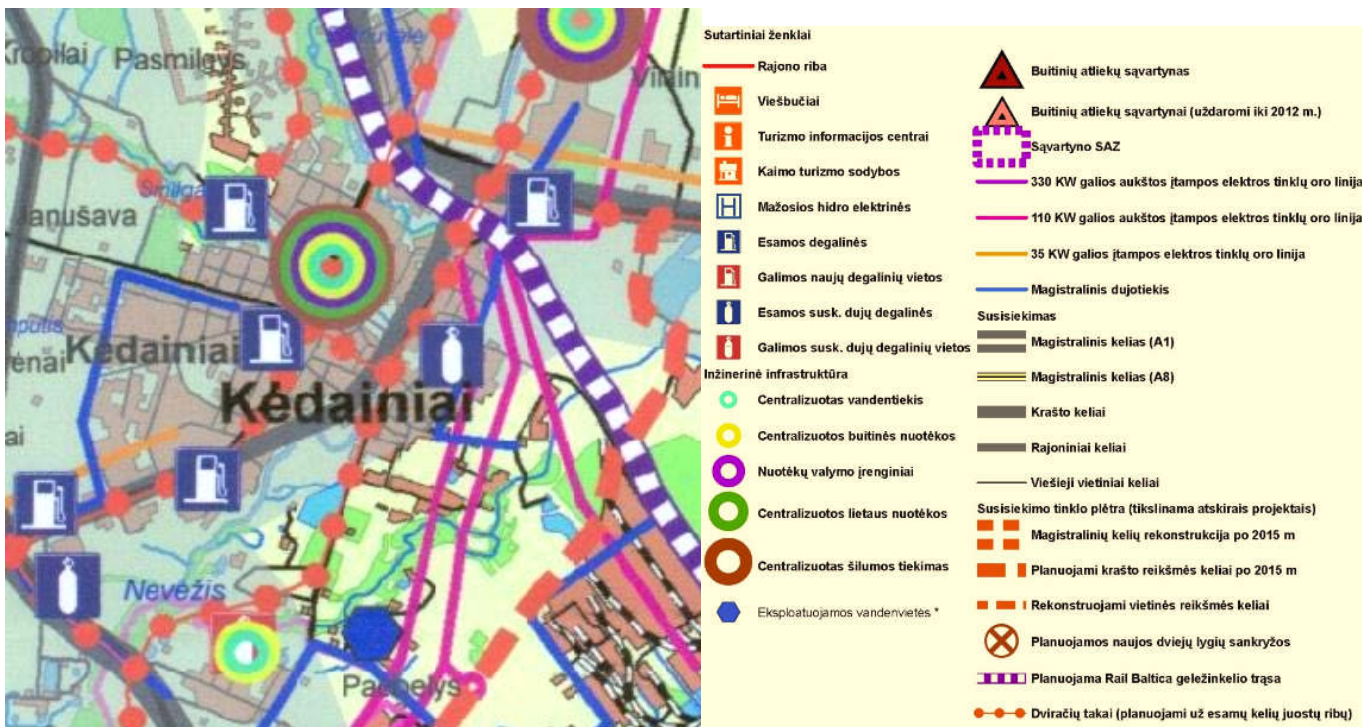 Pasmilgys
Smilga
Kėdainiai
Kėdainiai
Nevėžis
Sutartiniai ženklai
Rajono riba
Viešbučiai
Turizmo informacijos centrai
Kaimo turizmo sodybos
Mažosios hidro elektrinės
Esamos degalinės
Galimos naujų degalinių vietos
Esamos susk. dujų degalinės
Galimos susk. dujų degalinių vietos
Inžinerinė infrastruktūra
Centralizuotas vandentiekis
Centralizuotos buitinės nuotėkos
Nuotėkų valymo įrenginiai
Centralizuotos lietaus nuotėkos
Centralizuotas šilumos tiekimas
Eksploatuojamos vandenvietės *
Buitinių atliekų sąvartynas
Buitinių atliekų sąvartynai (uždaromi iki 2012 m.)
Sąvartyno SAZ
330 KW galios aukštos įtampos elektros tinklų oro linija
110 KW galios aukštos įtampos elektros tinklų oro linija
35 KW galios įtampos elektros tinklų oro linija
Magistralinis dujotiekis
Susisiekimas
Magistralinis kelias (A1)
Magistralinis kelias (A8)
Krašto keliai
Rajoniniai keliai
Viešieji vietiniai keliai
Susisiekimo tinklo plėtra (tikslinama atskirais projektais)
Magistralinių kelių rekonstrukcija po 2015 m
Planuojami krašto reikšmės keliai po 2015 m
Rekonstruojami vietinės reikšmės keliai
Planuojamos naujos dviejų lygių sankryžos
Planuojama Rail Baltica geležinkelio trąsa
Dviračių takai (planuojami už esamų kelių juostų ribų)